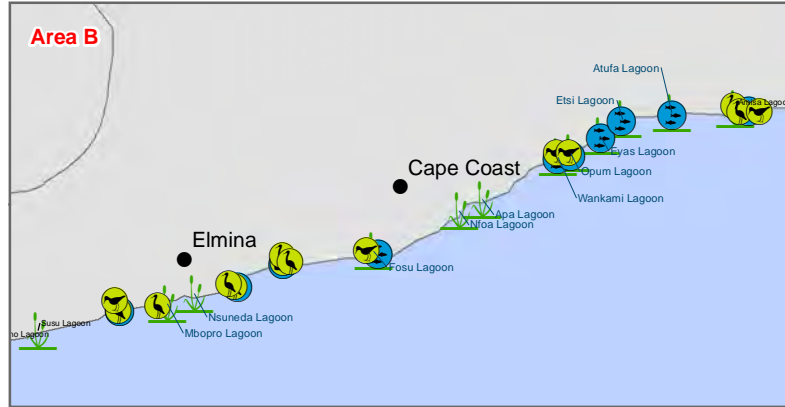 Area B
Atufa Lagoon
Etsi Lagoon
Eyas Lagoon
Opum Lagoon
Cape Coast
Wankami Lagoon
Apa Lagoon
Nfoa Lagoon
Elmina
Fosu Lagoon
Nsuneda Lagoon
Susu Lagoon
Mbopro Lagoon